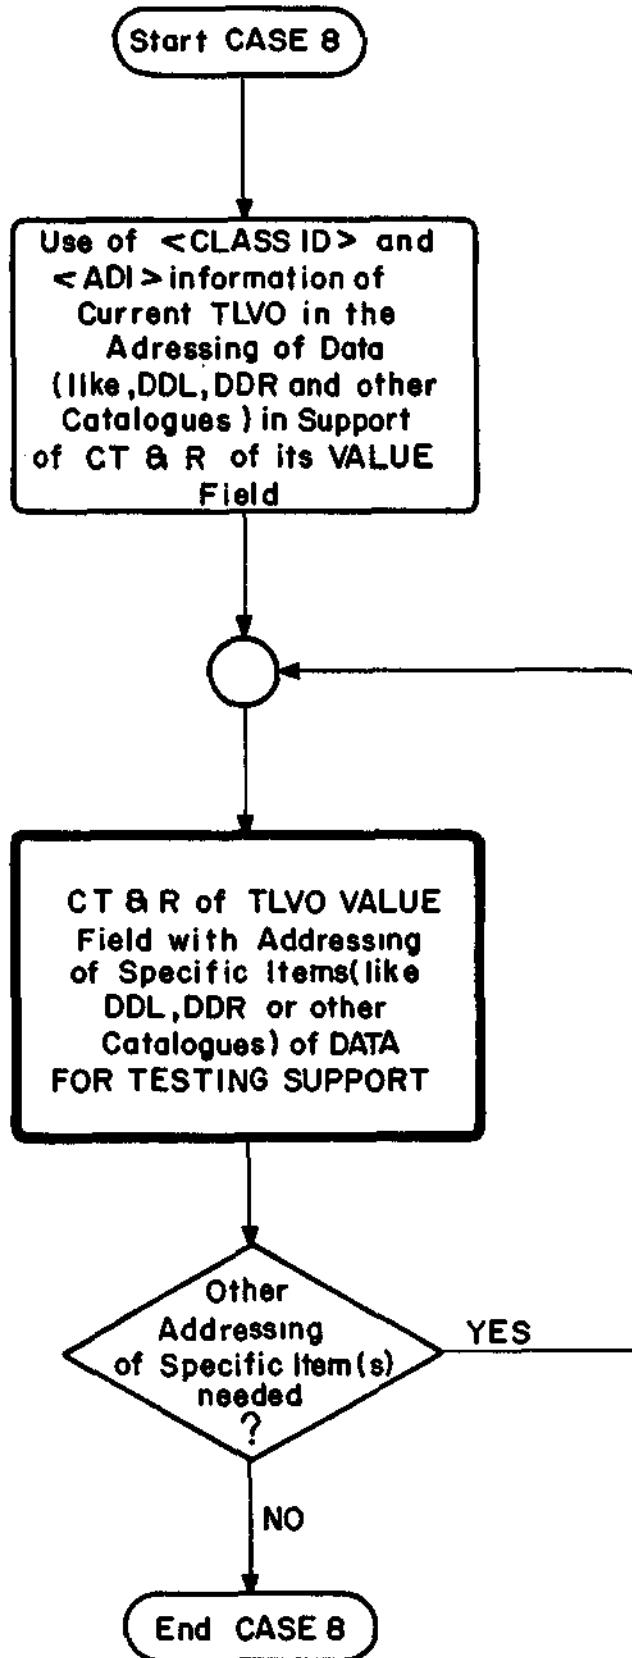 Start CASE 8
Use of <CLASS ID> and
<ADI> information of
Current TLVO in the
Adressing of Data
(like ,DDL, DDR and other
Catalogues) in Support
of CT & R of its VALUE
Field
CT & R of TLVO VALUE
Field with Addressing
of Specific Items(like
DDL, DDR or other
Catalogues) of DATA
FOR TESTING SUPPORT
Other
Addressing
of Specific Item(s)
needed
?
YES
NO
End CASE 8